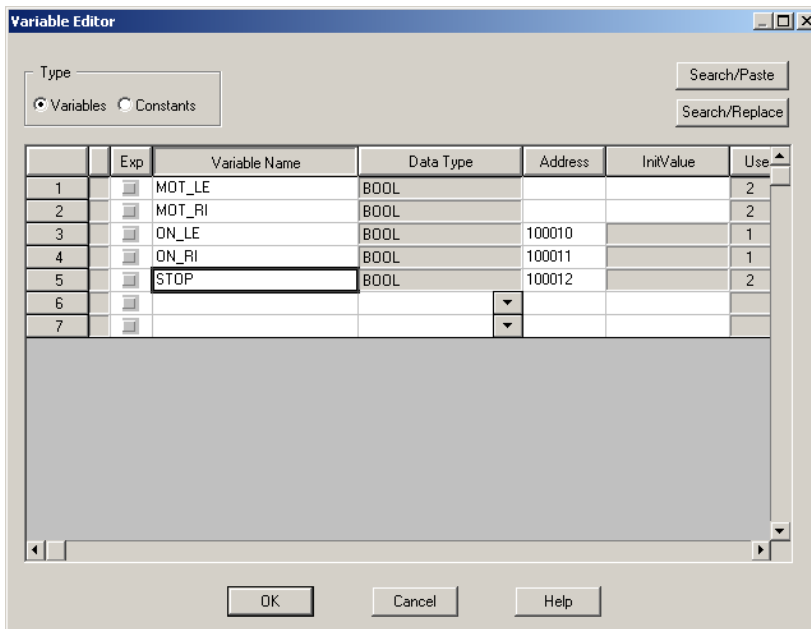 Variable Editor
Type
Variables Constants
Search/Paste
Search/Replace
Exp Variable Name Data Type Address InitValue Use
1 MOT_LE BOOL 2
2 MOT_RI BOOL 2
3 ON_LE BOOL 100010 1
4 ON_RI BOOL 100011 1
5 STOP BOOL 100012 2
6
7
OK Cancel Help